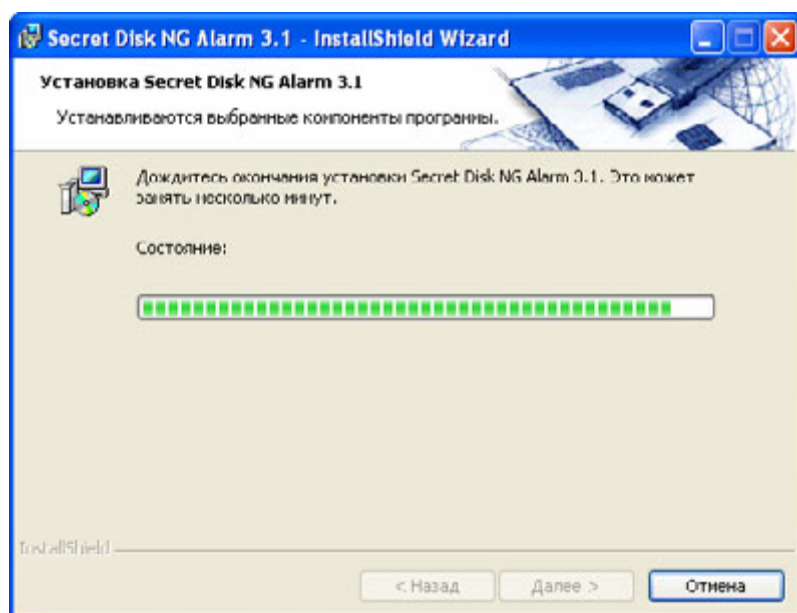 Secret Disk NG Alarm 3.1 - InstallShield Wizard
Установка Secret Disk NG Alarm 3.1
Устанавливаются выбранные компоненты программы.
Дождитесь окончания установки Secret Disk NG Alarm 3.1. Это может
занять несколько минут.
Состояние:
InstallShield
< Назад
Далее >
Отмена